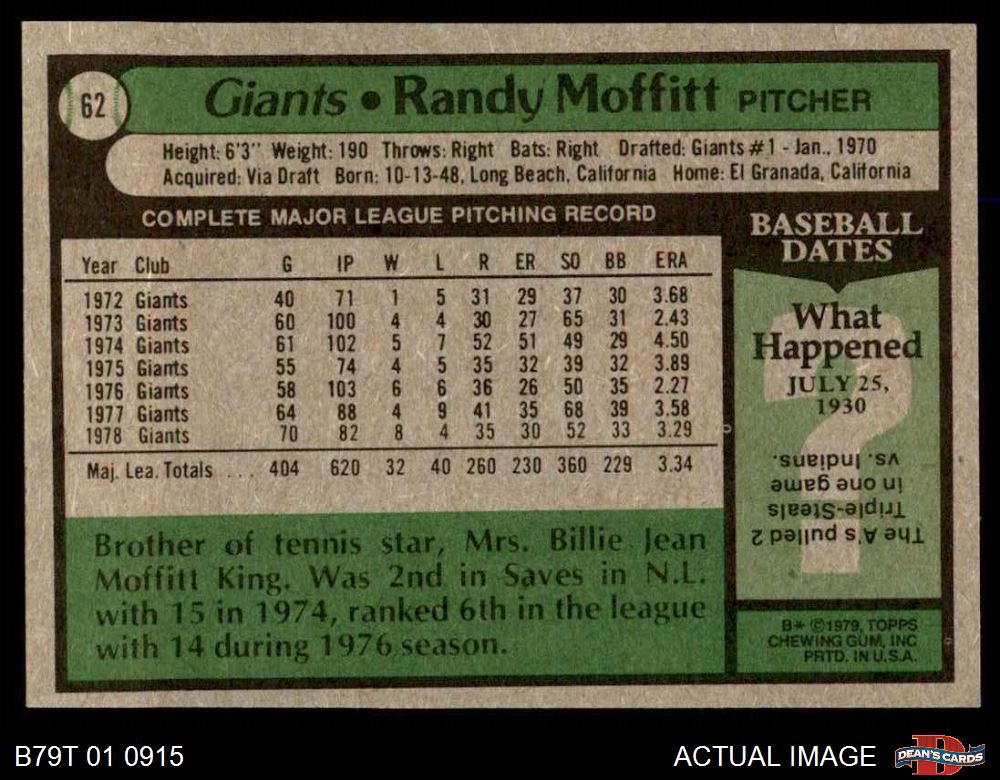 62
Giants • Randy Moffitt PITCHER
Height: 6'3" Weight: 190 Throws: Right Bats: Right Drafted: Giants #1 - Jan., 1970
Acquired: Via Draft Born: 10-13-48, Long Beach, California Home: El Granada, California
COMPLETE MAJOR LEAGUE PITCHING RECORD
Year Club G IP W L R ER SO BB ERA
1972 Giants 40 71 1 5 31 29 37 30 3.68
1973 Giants 60 100 4 4 30 27 65 31 2.43
1974 Giants 61 102 5 7 52 51 49 29 4.50
1975 Giants 55 74 4 5 35 32 39 32 3.89
1976 Giants 58 103 6 6 36 26 50 35 2.27
1977 Giants 64 88 4 9 41 35 68 39 3.58
1978 Giants 70 82 8 4 35 30 52 33 3.29
Maj. Lea. Totals ... 404 620 32 40 260 230 360 229 3.34
Brother of tennis star, Mrs. Billie Jean
Moffitt King. Was 2nd in Saves in N.L.
with 15 in 1974, ranked 6th in the league
with 14 during 1976 season.
BASEBALL
DATES
What
Happened
JULY 25,
1930
?
The A's pulled 2
Triple-Steals
in one game
vs. Indians.
B* ©1979, TOPPS
CHEWING GUM, INC
PRTD. IN U.S.A.
B79T 01 0915
ACTUAL IMAGE
D
DEAN'S CARDS